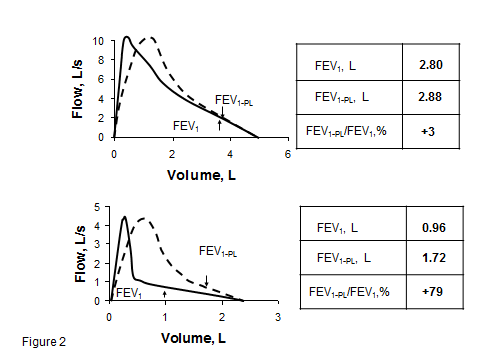 Flow, L/s
10
8
6
4
2
0
FEV1-PL
FEV1
0 2 4 6
Volume, L
FEV1, L 2.80
FEV1-PL, L 2.88
FEV1-PL/FEV1,% +3
Flow, L/s
5
4
3
2
1
0
FEV1-PL
FEV1
0 1 2 3
Volume, L
FEV1, L 0.96
FEV1-PL, L 1.72
FEV1-PL/FEV1,% +79
Figure 2